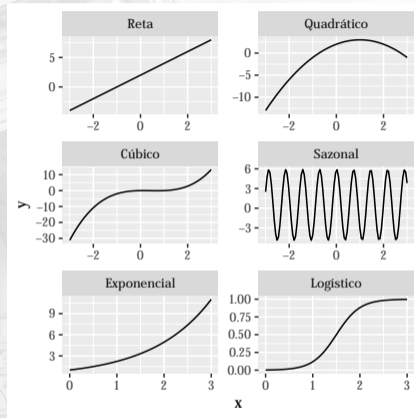 Reta
Quadrático
5
0
−2 0 2
0
−5
−10
−2 0 2
Cúbico
Sazonal
10
0
−10
−20
−30
−2 0 2
6
3
0
−3
−2 0 2
Exponencial
Logístico
9
6
3
0 1 2 3
1.00
0.75
0.50
0.25
0.00
0 1 2 3
y
x